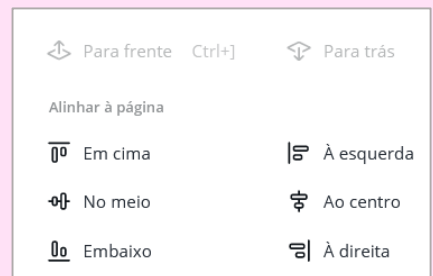 Para frente Ctrl+] Para trás
Alinhar à página
Em cima À esquerda
No meio Ao centro
Embaixo À direita